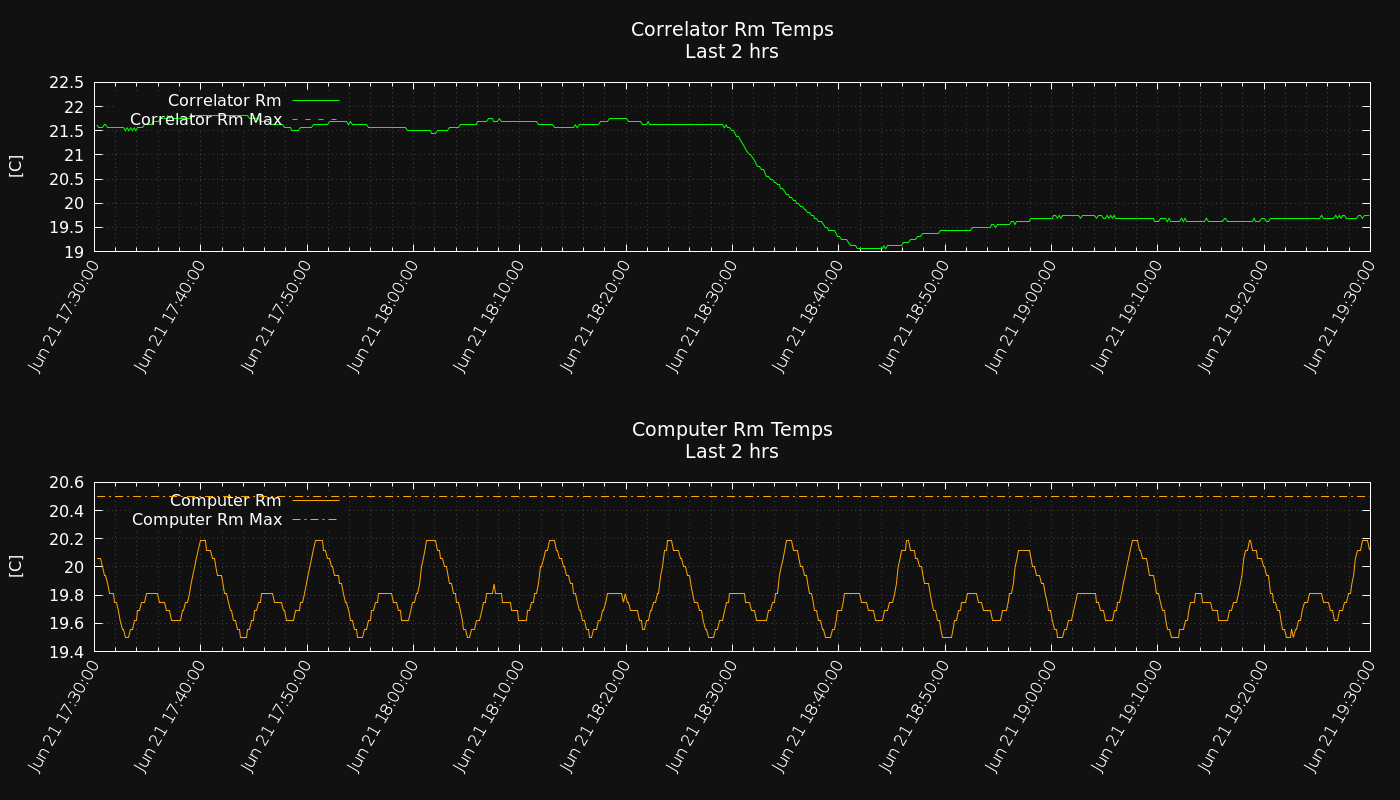 Correlator Rm Temps
Last 2 hrs
22.5
22
21.5
21
20.5
20
19.5
19
[C]
Correlator Rm
Correlator Rm Max
Jun 21 17:30:00
Jun 21 17:40:00
Jun 21 17:50:00
Jun 21 18:00:00
Jun 21 18:10:00
Jun 21 18:20:00
Jun 21 18:30:00
Jun 21 18:40:00
Jun 21 18:50:00
Jun 21 19:00:00
Jun 21 19:10:00
Jun 21 19:20:00
Jun 21 19:30:00
Computer Rm Temps
Last 2 hrs
20.6
20.4
20.2
20
19.8
19.6
19.4
[C]
Computer Rm
Computer Rm Max
Jun 21 17:30:00
Jun 21 17:40:00
Jun 21 17:50:00
Jun 21 18:00:00
Jun 21 18:10:00
Jun 21 18:20:00
Jun 21 18:30:00
Jun 21 18:40:00
Jun 21 18:50:00
Jun 21 19:00:00
Jun 21 19:10:00
Jun 21 19:20:00
Jun 21 19:30:00